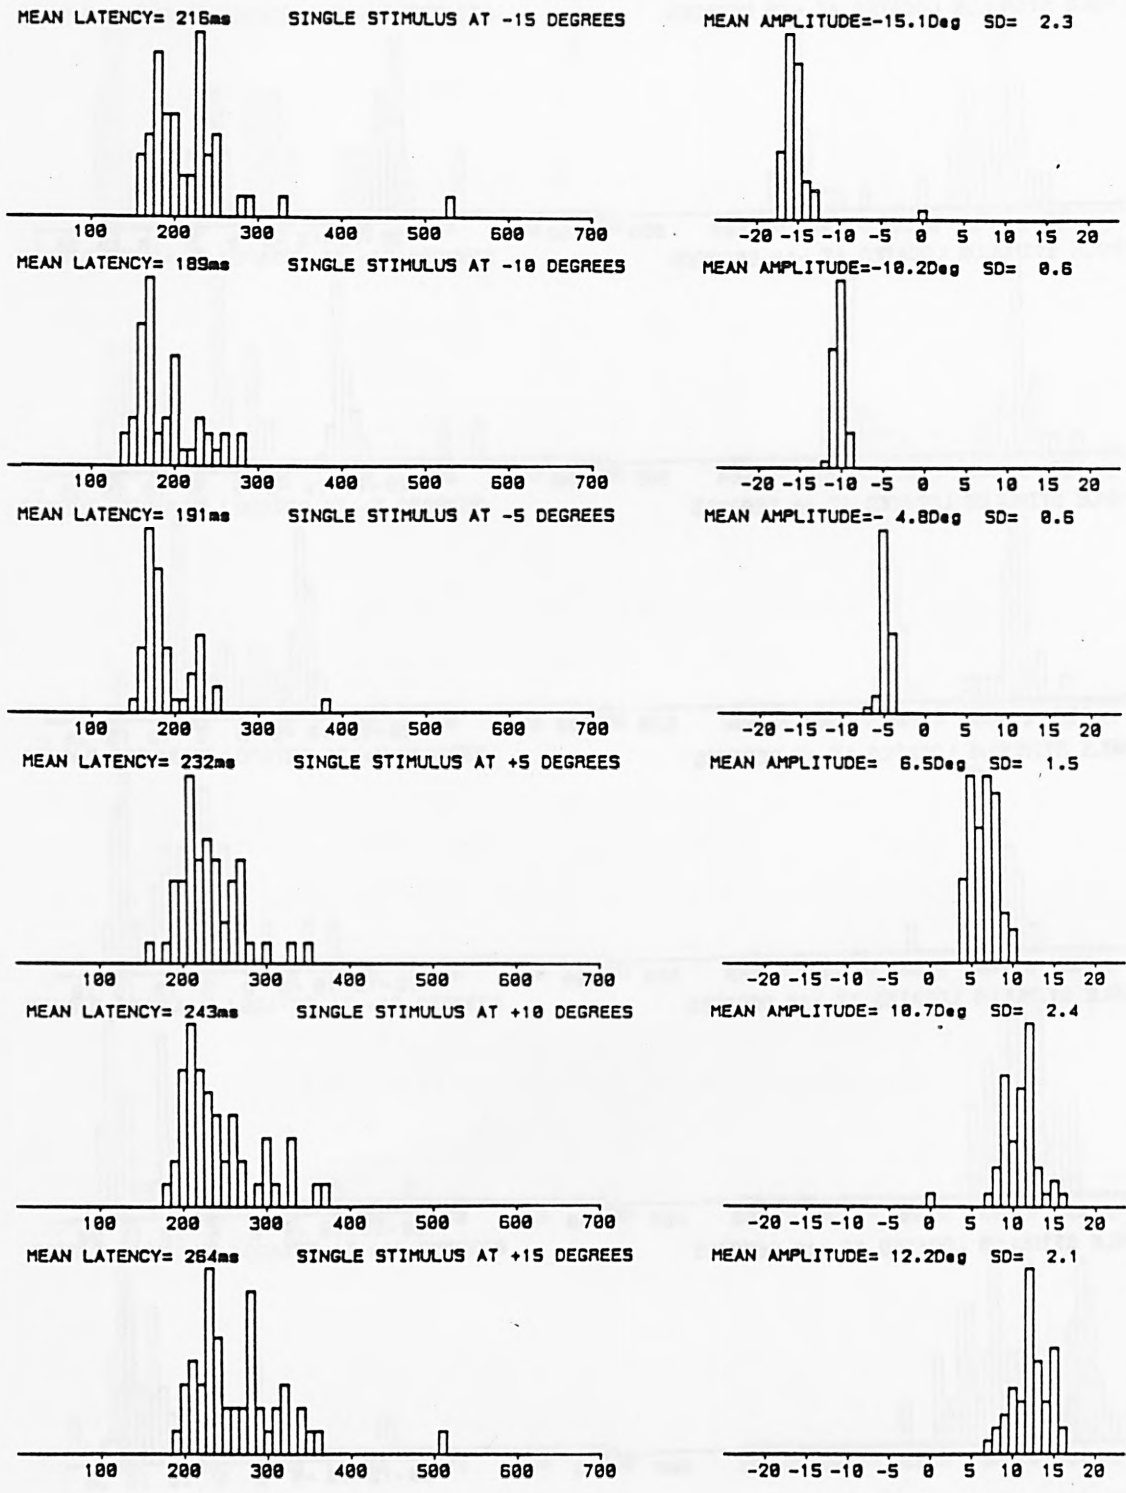 MEAN LATENCY= 216ms SINGLE STIMULUS AT -15 DEGREES MEAN AMPLITUDE=-15.1Deg SD= 2.3
100 200 300 400 500 600 700 -20 -15 -10 -5 0 5 10 15 20
MEAN LATENCY= 189ms SINGLE STIMULUS AT -10 DEGREES MEAN AMPLITUDE=-10.2Deg SD= 0.6
100 200 300 400 500 600 700 -20 -15 -10 -5 0 5 10 15 20
MEAN LATENCY= 191ms SINGLE STIMULUS AT -5 DEGREES MEAN AMPLITUDE=- 4.8Deg SD= 0.6
100 200 300 400 500 600 700 -20 -15 -10 -5 0 5 10 15 20
MEAN LATENCY= 232ms SINGLE STIMULUS AT +5 DEGREES MEAN AMPLITUDE= 6.5Deg SD= 1.5
100 200 300 400 500 600 700 -20 -15 -10 -5 0 5 10 15 20
MEAN LATENCY= 243ms SINGLE STIMULUS AT +10 DEGREES MEAN AMPLITUDE= 10.7Deg SD= 2.4
100 200 300 400 500 600 700 -20 -15 -10 -5 0 5 10 15 20
MEAN LATENCY= 264ms SINGLE STIMULUS AT +15 DEGREES MEAN AMPLITUDE= 12.2Deg SD= 2.1
100 200 300 400 500 600 700 -20 -15 -10 -5 0 5 10 15 20